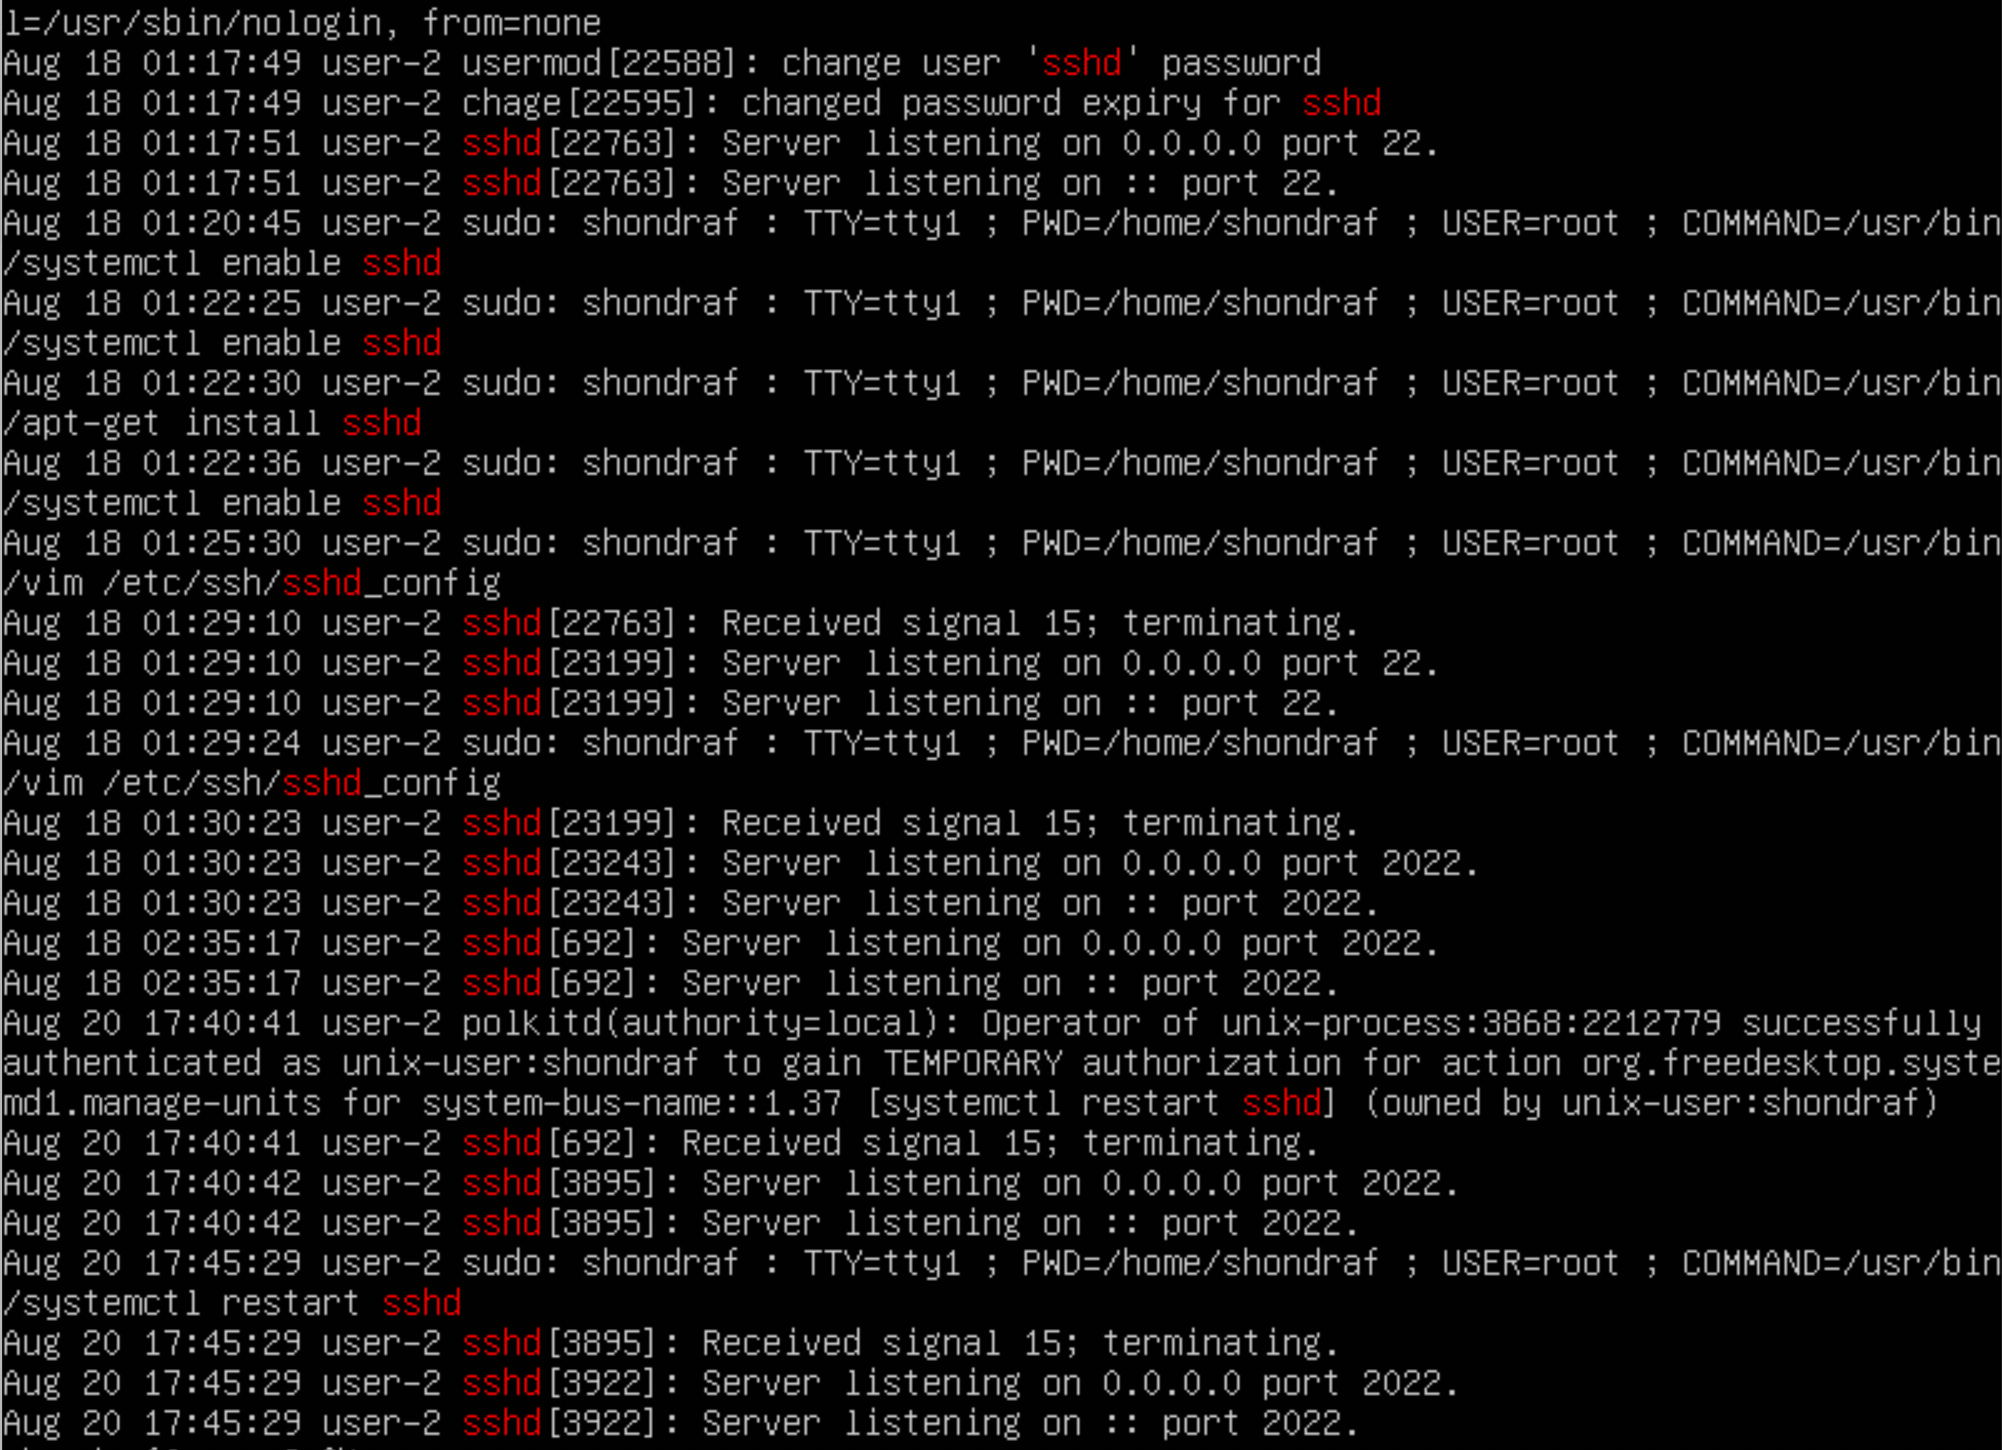 l=/usr/sbin/nologin, from=none
Aug 18 01:17:49 user-2 usermod[22588]: change user 'sshd' password
Aug 18 01:17:49 user-2 chage[22595]: changed password expiry for sshd
Aug 18 01:17:51 user-2 sshd[22763]: Server listening on 0.0.0.0 port 22.
Aug 18 01:17:51 user-2 sshd[22763]: Server listening on :: port 22.
Aug 18 01:20:45 user-2 sudo: shondraf : TTY=tty1 ; PWD=/home/shondraf ; USER=root ; COMMAND=/usr/bin
/systemctl enable sshd
Aug 18 01:22:25 user-2 sudo: shondraf : TTY=tty1 ; PWD=/home/shondraf ; USER=root ; COMMAND=/usr/bin
/systemctl enable sshd
Aug 18 01:22:30 user-2 sudo: shondraf : TTY=tty1 ; PWD=/home/shondraf ; USER=root ; COMMAND=/usr/bin
/apt-get install sshd
Aug 18 01:22:36 user-2 sudo: shondraf : TTY=tty1 ; PWD=/home/shondraf ; USER=root ; COMMAND=/usr/bin
/systemctl enable sshd
Aug 18 01:25:30 user-2 sudo: shondraf : TTY=tty1 ; PWD=/home/shondraf ; USER=root ; COMMAND=/usr/bin
/vim /etc/ssh/sshd_config
Aug 18 01:29:10 user-2 sshd[22763]: Received signal 15; terminating.
Aug 18 01:29:10 user-2 sshd[23199]: Server listening on 0.0.0.0 port 22.
Aug 18 01:29:10 user-2 sshd[23199]: Server listening on :: port 22.
Aug 18 01:29:24 user-2 sudo: shondraf : TTY=tty1 ; PWD=/home/shondraf ; USER=root ; COMMAND=/usr/bin
/vim /etc/ssh/sshd_config
Aug 18 01:30:23 user-2 sshd[23199]: Received signal 15; terminating.
Aug 18 01:30:23 user-2 sshd[23243]: Server listening on 0.0.0.0 port 2022.
Aug 18 01:30:23 user-2 sshd[23243]: Server listening on :: port 2022.
Aug 18 02:35:17 user-2 sshd[692]: Server listening on 0.0.0.0 port 2022.
Aug 18 02:35:17 user-2 sshd[692]: Server listening on :: port 2022.
Aug 20 17:40:41 user-2 polkitd(authority=local): Operator of unix-process:3868:2212779 successfully
authenticated as unix-user:shondraf to gain TEMPORARY authorization for action org.freedesktop.syste
md1.manage-units for system-bus-name::1.37 [systemctl restart sshd] (owned by unix-user:shondraf)
Aug 20 17:40:41 user-2 sshd[692]: Received signal 15; terminating.
Aug 20 17:40:42 user-2 sshd[3895]: Server listening on 0.0.0.0 port 2022.
Aug 20 17:40:42 user-2 sshd[3895]: Server listening on :: port 2022.
Aug 20 17:45:29 user-2 sudo: shondraf : TTY=tty1 ; PWD=/home/shondraf ; USER=root ; COMMAND=/usr/bin
/systemctl restart sshd
Aug 20 17:45:29 user-2 sshd[3895]: Received signal 15; terminating.
Aug 20 17:45:29 user-2 sshd[3922]: Server listening on 0.0.0.0 port 2022.
Aug 20 17:45:29 user-2 sshd[3922]: Server listening on :: port 2022.